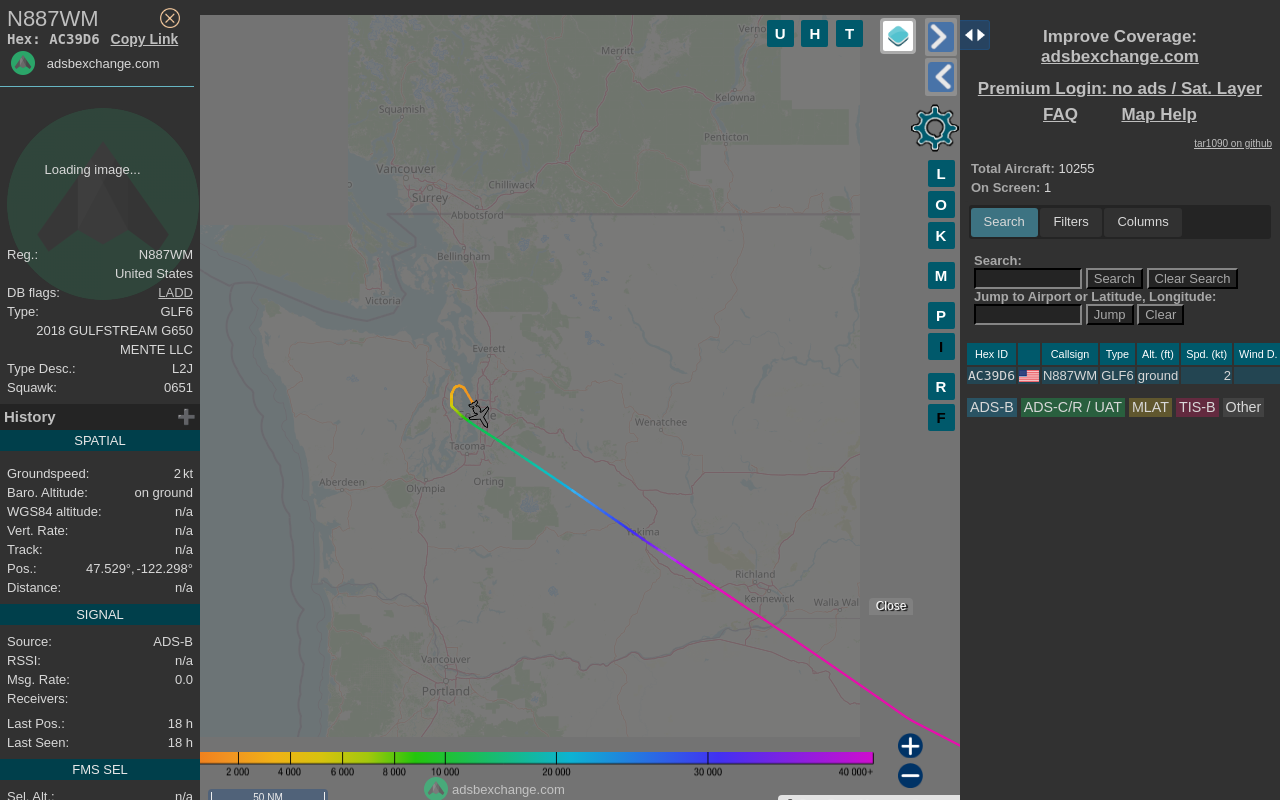 N887WM
Hex: AC39D6 Copy Link
adsbexchange.com
Loading image...
Reg.: N887WM
United States
DB flags: LADD
Type: GLF6
2018 GULFSTREAM G650
MENTE LLC
Type Desc.: L2J
Squawk: 0651
History
SPATIAL
Groundspeed: 2 kt
Baro. Altitude: on ground
WGS84 altitude: n/a
Vert. Rate: n/a
Track: n/a
Pos.: 47.529°, -122.298°
Distance: n/a
SIGNAL
Source: ADS-B
RSSI: n/a
Msg. Rate: 0.0
Receivers:
Last Pos.: 18 h
Last Seen: 18 h
FMS SEL
Sel. Alt.: n/a
U H T
L
O
K
M
P
I
R
F
Merritt
Kelowna
Squamish
Penticton
Vancouver
Surrey
Chilliwack
Abbotsford
Bellingham
Victoria
Everett
Wenatchee
Tacoma
Aberdeen
Olympia
Orting
Yakima
Richland
Kennewick
Walla Wal
Vancouver
Portland
Close
2 000 4 000 6 000 8 000 10 000 20 000 30 000 40 000+
adsbexchange.com
50 NM
Improve Coverage:
adsbexchange.com
Premium Login: no ads / Sat. Layer
FAQ Map Help
tar1090 on github
Total Aircraft: 10255
On Screen: 1
Search Filters Columns
Search:
Search Clear Search
Jump to Airport or Latitude, Longitude:
Jump Clear
Hex ID Callsign Type Alt. (ft) Spd. (kt) Wind D.
AC39D6 N887WM GLF6 ground 2
ADS-B ADS-C/R / UAT MLAT TIS-B Other